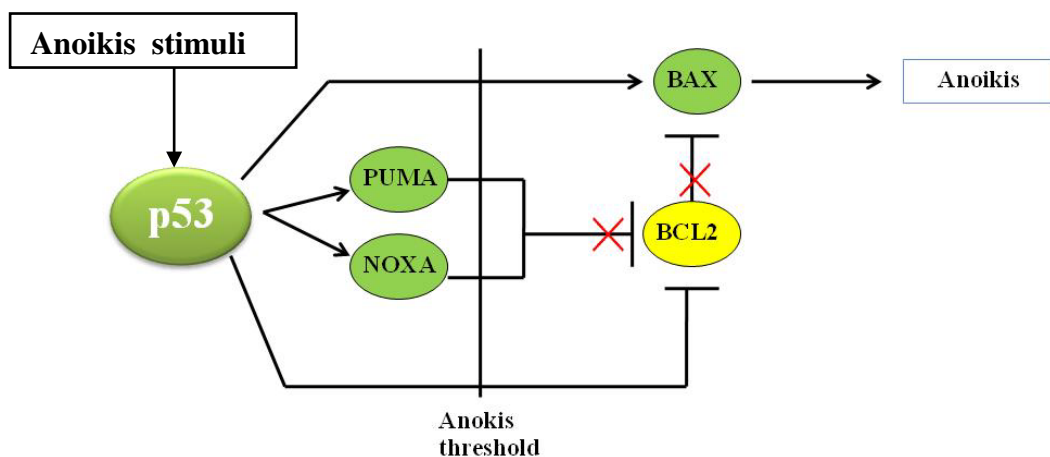 Anoikis stimuli
BAX
Anoikis
PUMA
p53
BCL2
NOXA
Anokis
threshold